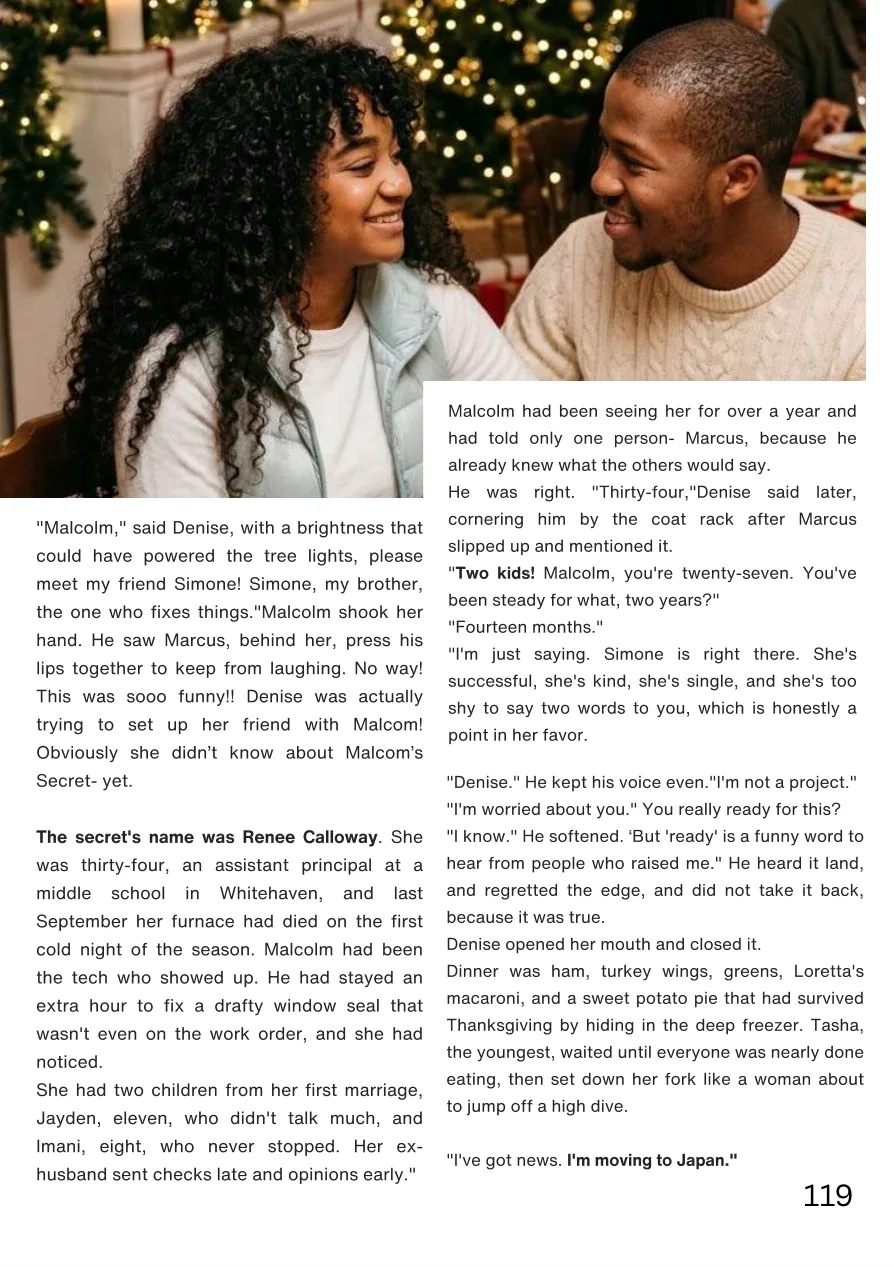 "Malcolm," said Denise, with a brightness that
could have powered the tree lights, please
meet my friend Simone! Simone, my brother,
the one who fixes things."Malcolm shook her
hand. He saw Marcus, behind her, press his
lips together to keep from laughing. No way!
This was sooo funny!! Denise was actually
trying to set up her friend with Malcom!
Obviously she didn’t know about Malcom’s
Secret- yet.
The secret's name was Renee Calloway. She
was thirty-four, an assistant principal at a
middle school in Whitehaven, and last
September her furnace had died on the first
cold night of the season. Malcolm had been
the tech who showed up. He had stayed an
extra hour to fix a drafty window seal that
wasn't even on the work order, and she had
noticed.
She had two children from her first marriage,
Jayden, eleven, who didn't talk much, and
Imani, eight, who never stopped. Her ex-
husband sent checks late and opinions early."
Malcolm had been seeing her for over a year and
had told only one person- Marcus, because he
already knew what the others would say.
He was right. "Thirty-four,"Denise said later,
cornering him by the coat rack after Marcus
slipped up and mentioned it.
"Two kids! Malcolm, you're twenty-seven. You've
been steady for what, two years?"
"Fourteen months."
"I'm just saying. Simone is right there. She's
successful, she's kind, she's single, and she's too
shy to say two words to you, which is honestly a
point in her favor.
"Denise." He kept his voice even."I'm not a project."
"I'm worried about you." You really ready for this?
"I know." He softened. ‘But 'ready' is a funny word to
hear from people who raised me." He heard it land,
and regretted the edge, and did not take it back,
because it was true.
Denise opened her mouth and closed it.
Dinner was ham, turkey wings, greens, Loretta's
macaroni, and a sweet potato pie that had survived
Thanksgiving by hiding in the deep freezer. Tasha,
the youngest, waited until everyone was nearly done
eating, then set down her fork like a woman about
to jump off a high dive.
"I've got news. I'm moving to Japan."
119